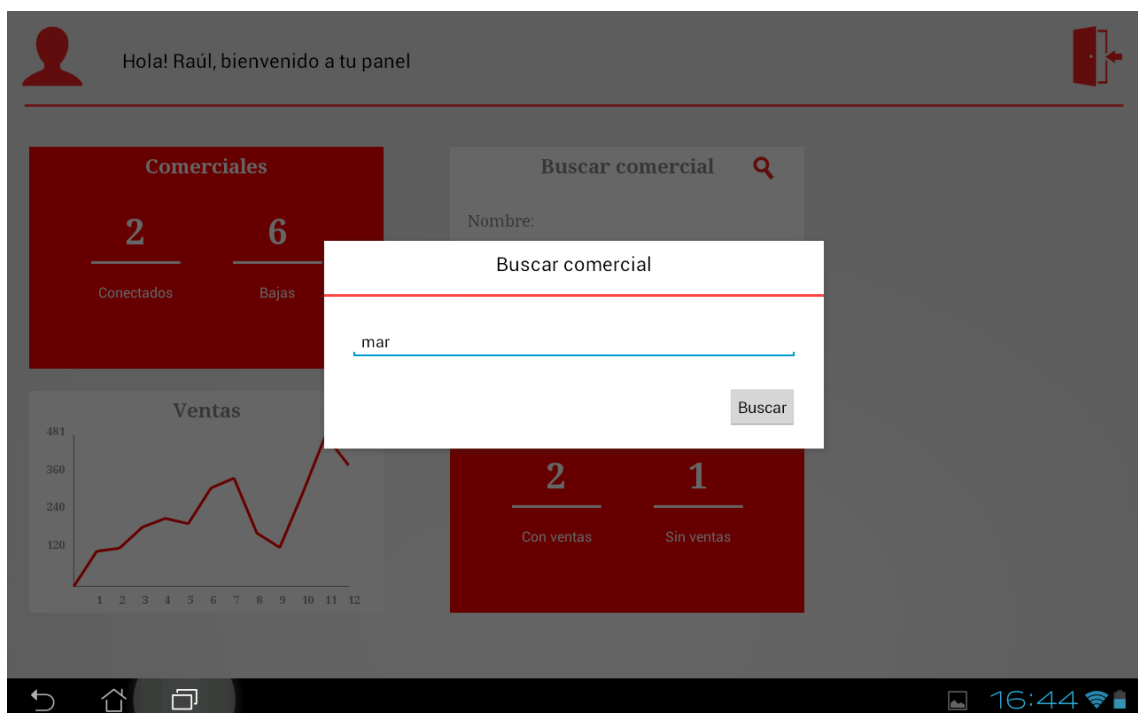 Hola! Raúl, bienvenido a tu panel
Comerciales
2 6
Conectados Bajas
Buscar comercial
Nombre:
Buscar comercial
mar
Buscar
Ventas
481
360
240
120
1 2 3 4 5 6 7 8 9 10 11 12
2 1
Con ventas Sin ventas
16:44